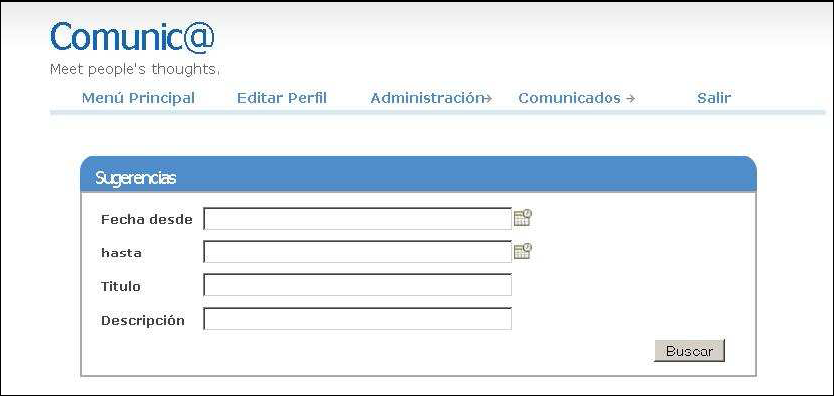 Comunic@
Meet people's thoughts.
Menú Principal Editar Perfil Administración→ Comunicados → Salir
Sugerencias
Fecha desde
hasta
Titulo
Descripción
Buscar